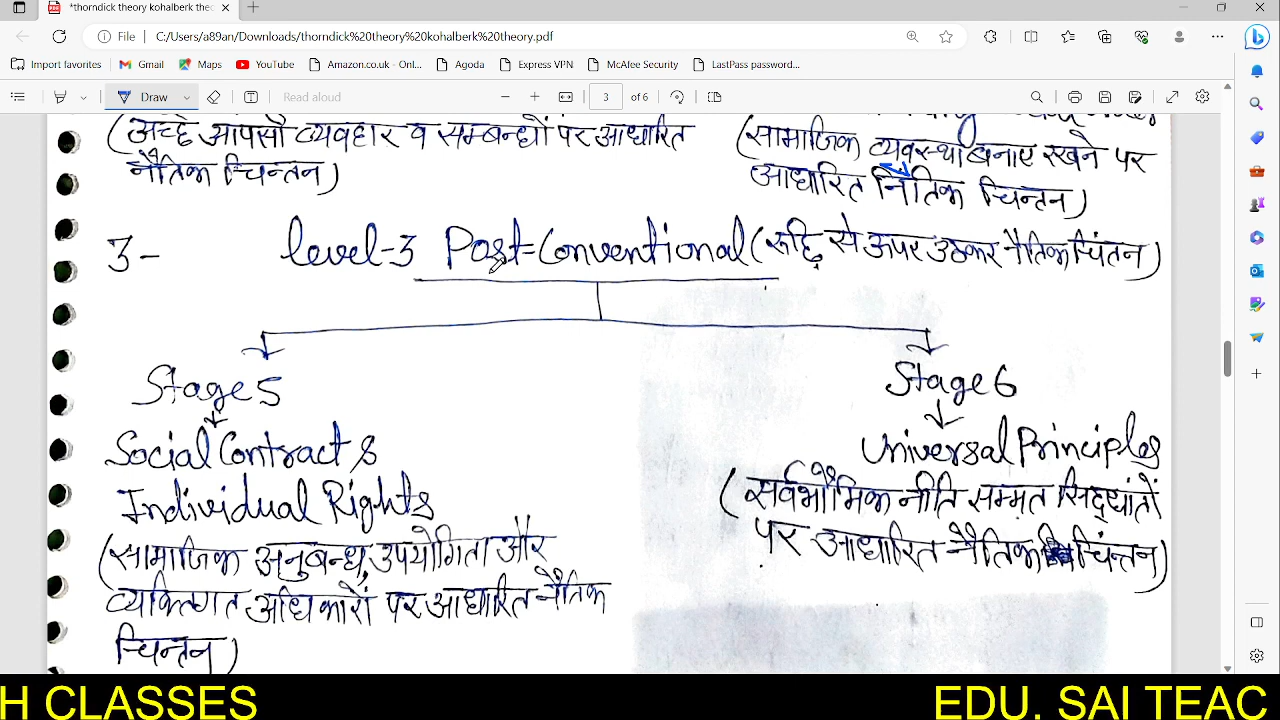 *thorndick theory kohalberk theo
File
C:/Users/a89an/Downloads/thorndick%20theory%20kohalberk%20theory.pdf
Import favorites
Gmail
Maps
YouTube
Amazon.co.uk - Onl...
Agoda
Express VPN
McAfee Security
LastPass password...
Draw
Read aloud
3 of 6
(अच्छे आपसी व्यवहार व सम्बन्धों पर आधारित
नैतिक चिन्तन)
(सामाजिक व्यवस्था बनाए रखने पर
आधारित नैतिक चिन्तन)
3- level-3 Post-Conventional (रूढ़ि से ऊपर उठकर नैतिक चिंतन)
Stage 5
Social Contract &
Individual Rights
(सामाजिक अनुबन्ध, उपयोगिता और
व्यक्तिगत अधिकारों पर आधारित नैतिक
चिन्तन)
Stage 6
Universal Principles
(सर्वभौमिक नीति सम्मत सिद्धांतों
पर आधारित नैतिक चिंन्तन)
H CLASSES
EDU. SAI TEAC